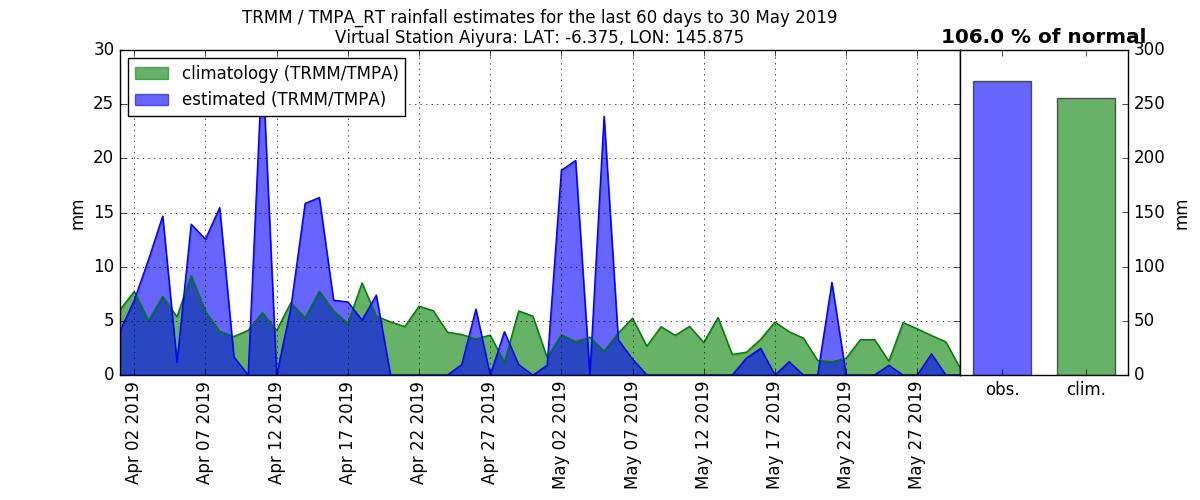 TRMM / TMPA_RT rainfall estimates for the last 60 days to 30 May 2019
Virtual Station Aiyura: LAT: -6.375, LON: 145.875
106.0 % of normal
climatology (TRMM/TMPA)
estimated (TRMM/TMPA)
30
25
20
15
10
5
0
mm
300
250
200
150
100
50
0
mm
Apr 02 2019
Apr 07 2019
Apr 12 2019
Apr 17 2019
Apr 22 2019
Apr 27 2019
May 02 2019
May 07 2019
May 12 2019
May 17 2019
May 22 2019
May 27 2019
obs.
clim.